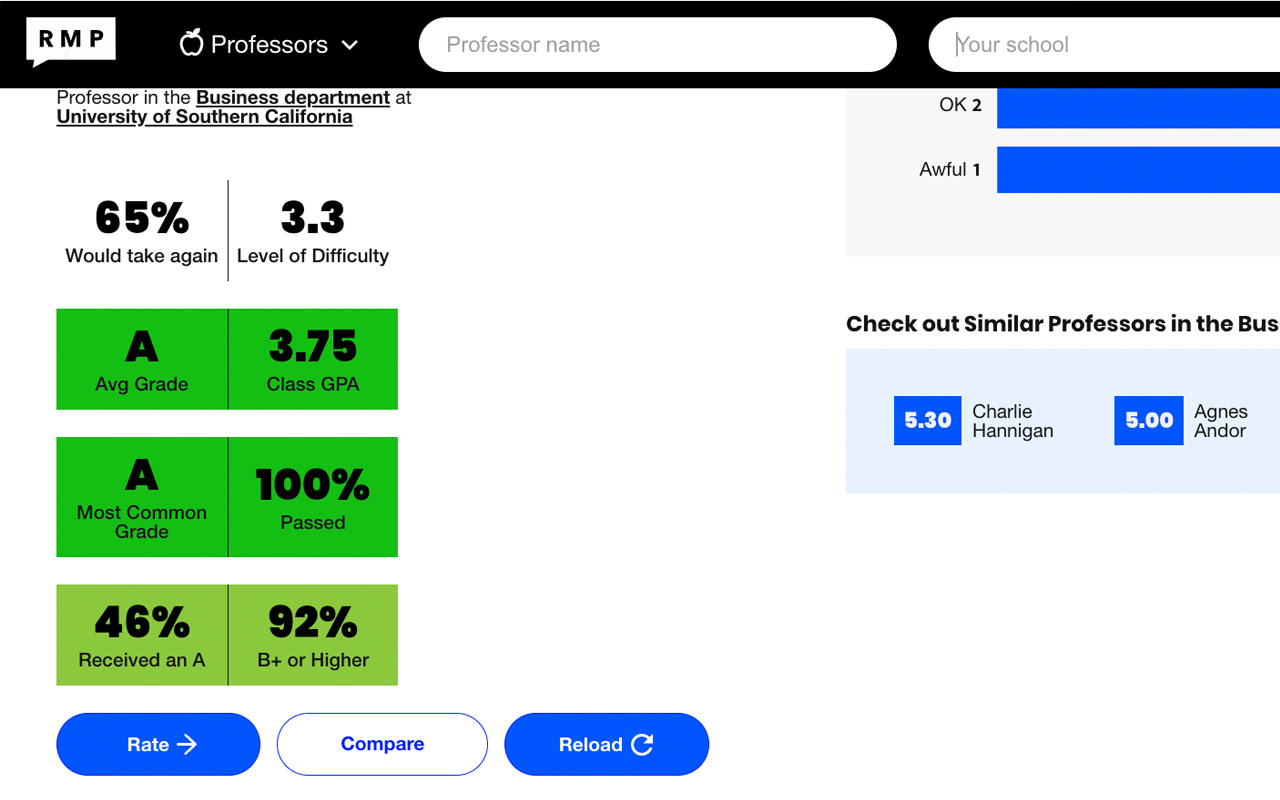 RMP
Professors
Professor name
Your school
Professor in the Business department at
University of Southern California
65%
Would take again
3.3
Level of Difficulty
A
Avg Grade
3.75
Class GPA
A
Most Common
Grade
100%
Passed
46%
Received an A
92%
B+ or Higher
Rate
Compare
Reload
OK 2
Awful 1
Check out Similar Professors in the Bus
5.30
Charlie
Hannigan
5.00
Agnes
Andor